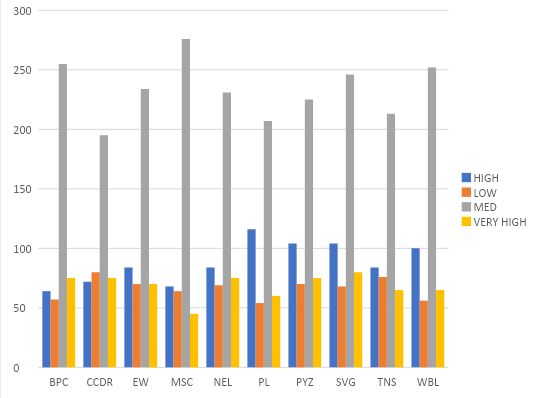 300
250
200
150
100
50
0
BPC CCDR EW MSC NEL PL PYZ SVG TNS WBL
HIGH
LOW
MED
VERY HIGH